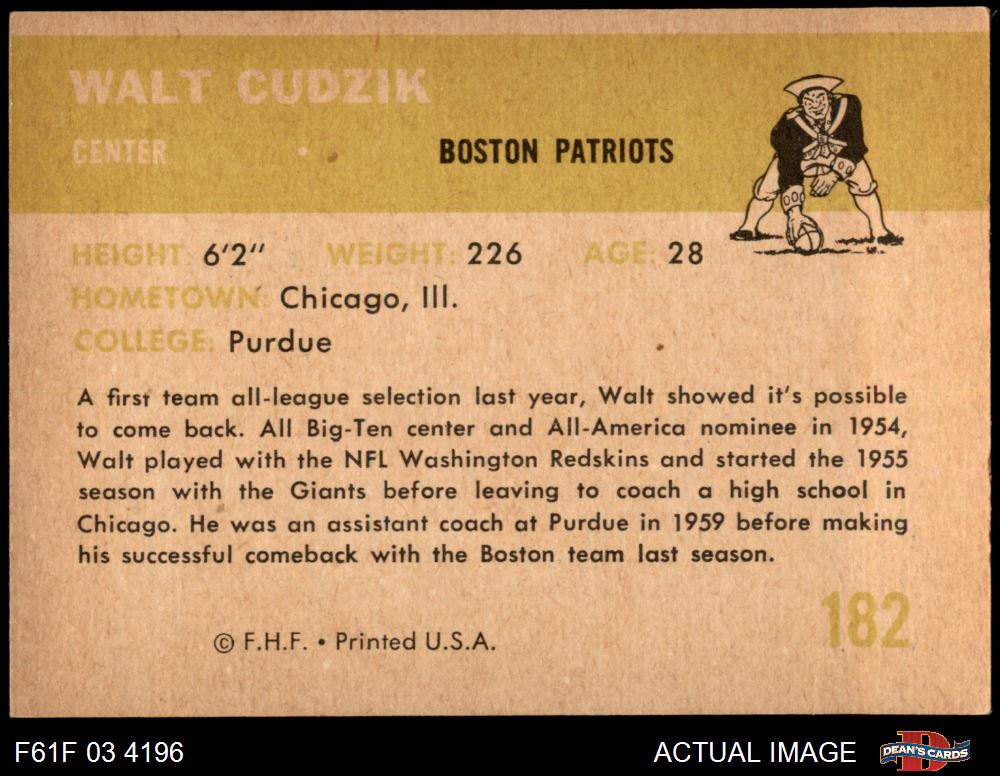 WALT CUDZIK
CENTER
BOSTON PATRIOTS
HEIGHT: 6'2" WEIGHT: 226 AGE: 28
HOMETOWN: Chicago, Ill.
COLLEGE: Purdue
A first team all-league selection last year, Walt showed it's possible
to come back. All Big-Ten center and All-America nominee in 1954,
Walt played with the NFL Washington Redskins and started the 1955
season with the Giants before leaving to coach a high school in
Chicago. He was an assistant coach at Purdue in 1959 before making
his successful comeback with the Boston team last season.
182
© F.H.F. • Printed U.S.A.
F61F 03 4196
ACTUAL IMAGE
DEAN'S CARDS